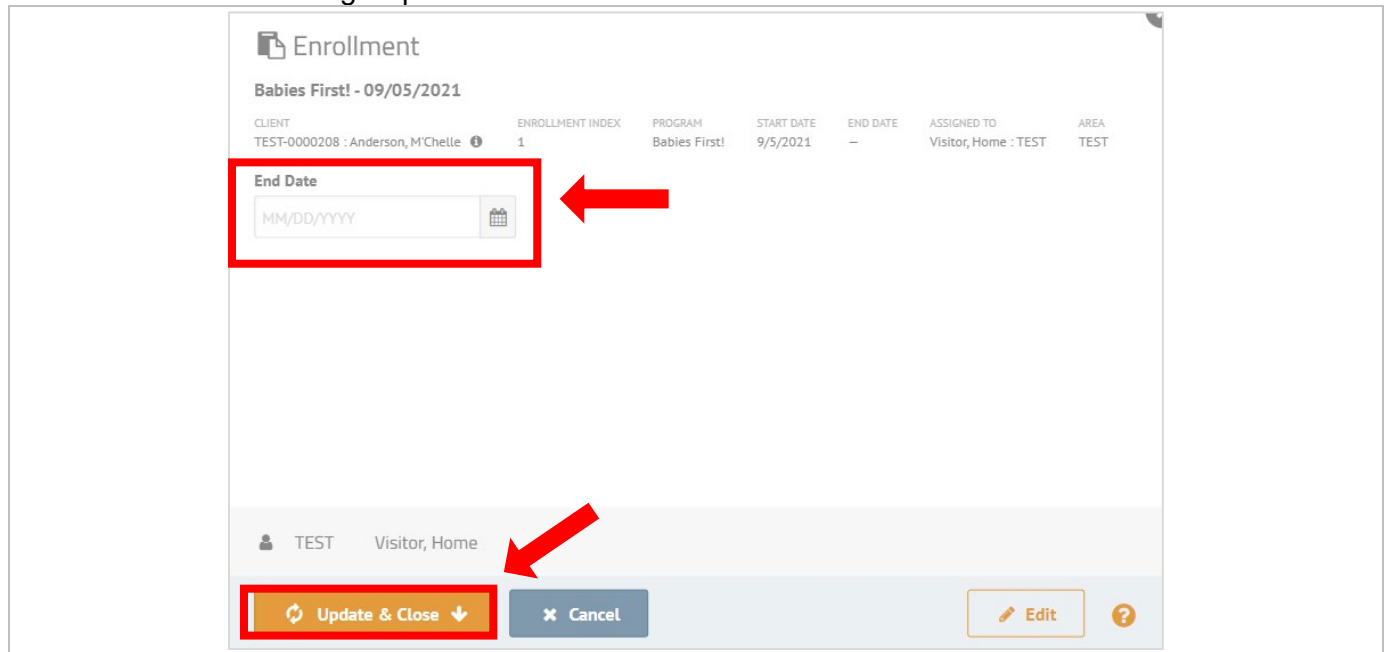 Enrollment
Babies First! - 09/05/2021
CLIENT ENROLLMENT INDEX PROGRAM START DATE END DATE ASSIGNED TO AREA
TEST-0000208 : Anderson, M'Chelle 1 Babies First! 9/5/2021 – Visitor, Home : TEST TEST
End Date
MM/DD/YYYY
TEST Visitor, Home
Update & Close Cancel Edit ?